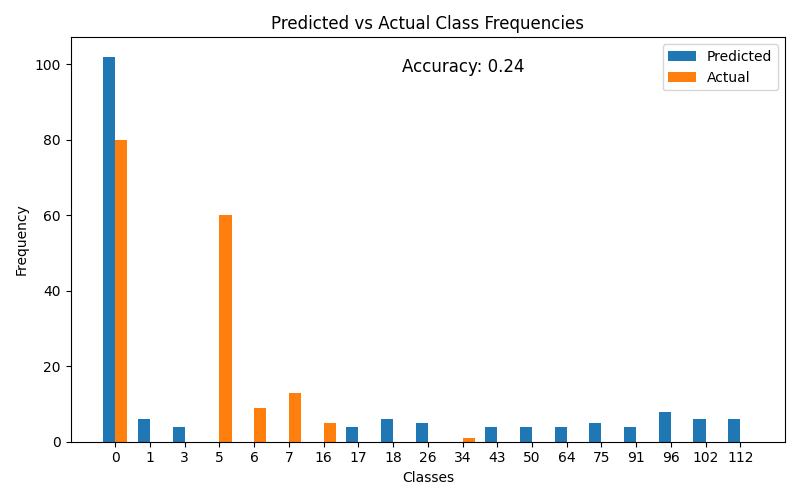 Predicted vs Actual Class Frequencies
Accuracy: 0.24
Predicted
Actual
Frequency
100
80
60
40
20
0
0 1 3 5 6 7 16 17 18 26 34 43 50 64 75 91 96 102 112
Classes